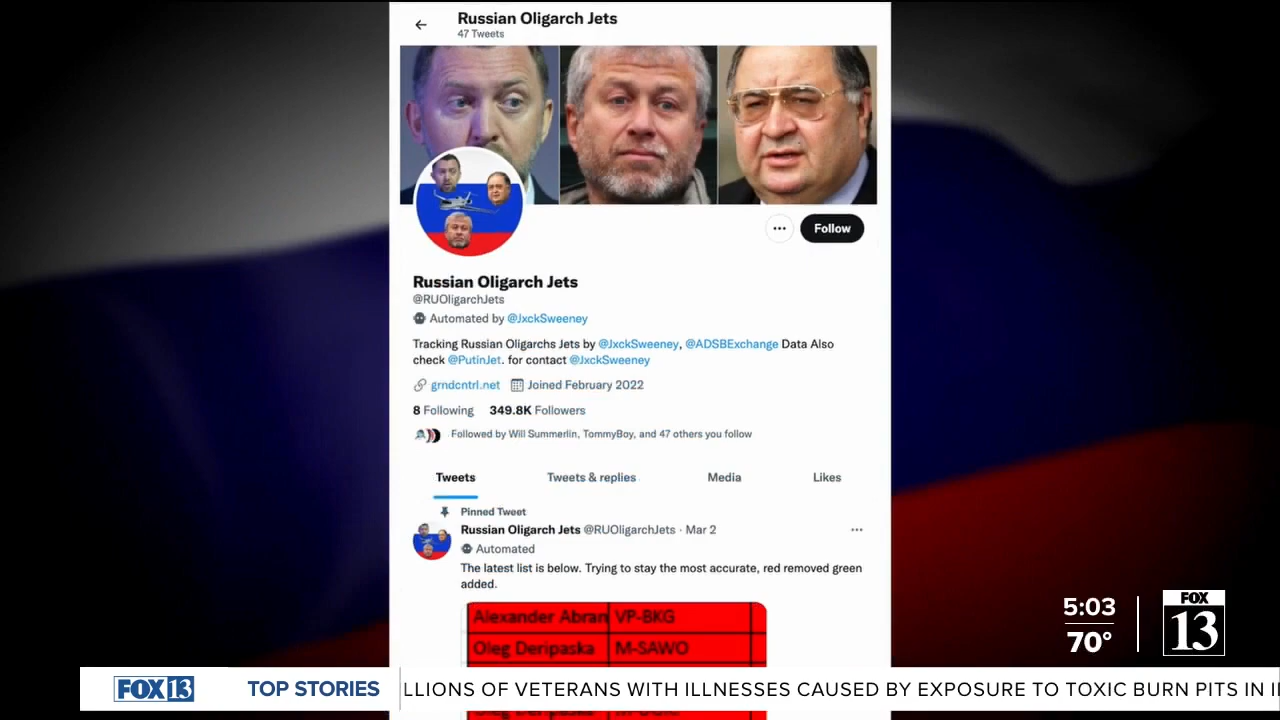 Russian Oligarch Jets
47 Tweets
Follow
Russian Oligarch Jets
@RUOligarchJets
Automated by @JxckSweeney
Tracking Russian Oligarchs Jets by @JxckSweeney, @ADSBExchange Data Also
check @PutinJet. for contact @JxckSweeney
grndcntrl.net Joined February 2022
8 Following 349.8K Followers
Followed by Will Summerlin, TommyBoy, and 47 others you follow
Tweets Tweets & replies Media Likes
Pinned Tweet
Russian Oligarch Jets @RUOligarchJets · Mar 2
Automated
The latest list is below. Trying to stay the most accurate, red removed green
added.
Alexander Abran VP-BKG
Oleg Deripaska M-SAWO
5:03
70°
FOX
13
FOX 13 TOP STORIES LLIONS OF VETERANS WITH ILLNESSES CAUSED BY EXPOSURE TO TOXIC BURN PITS IN